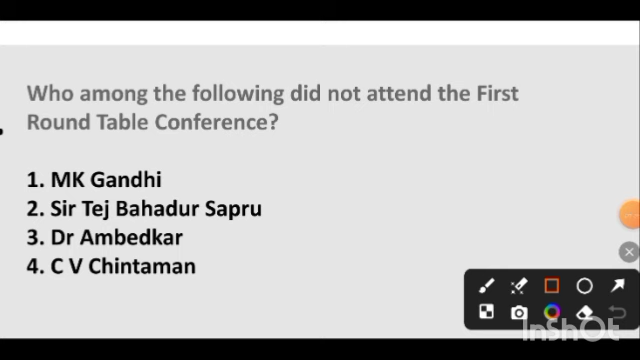 Who among the following did not attend the First
Round Table Conference?
1. MK Gandhi
2. Sir Tej Bahadur Sapru
3. Dr Ambedkar
4. C V Chintaman
InShOt